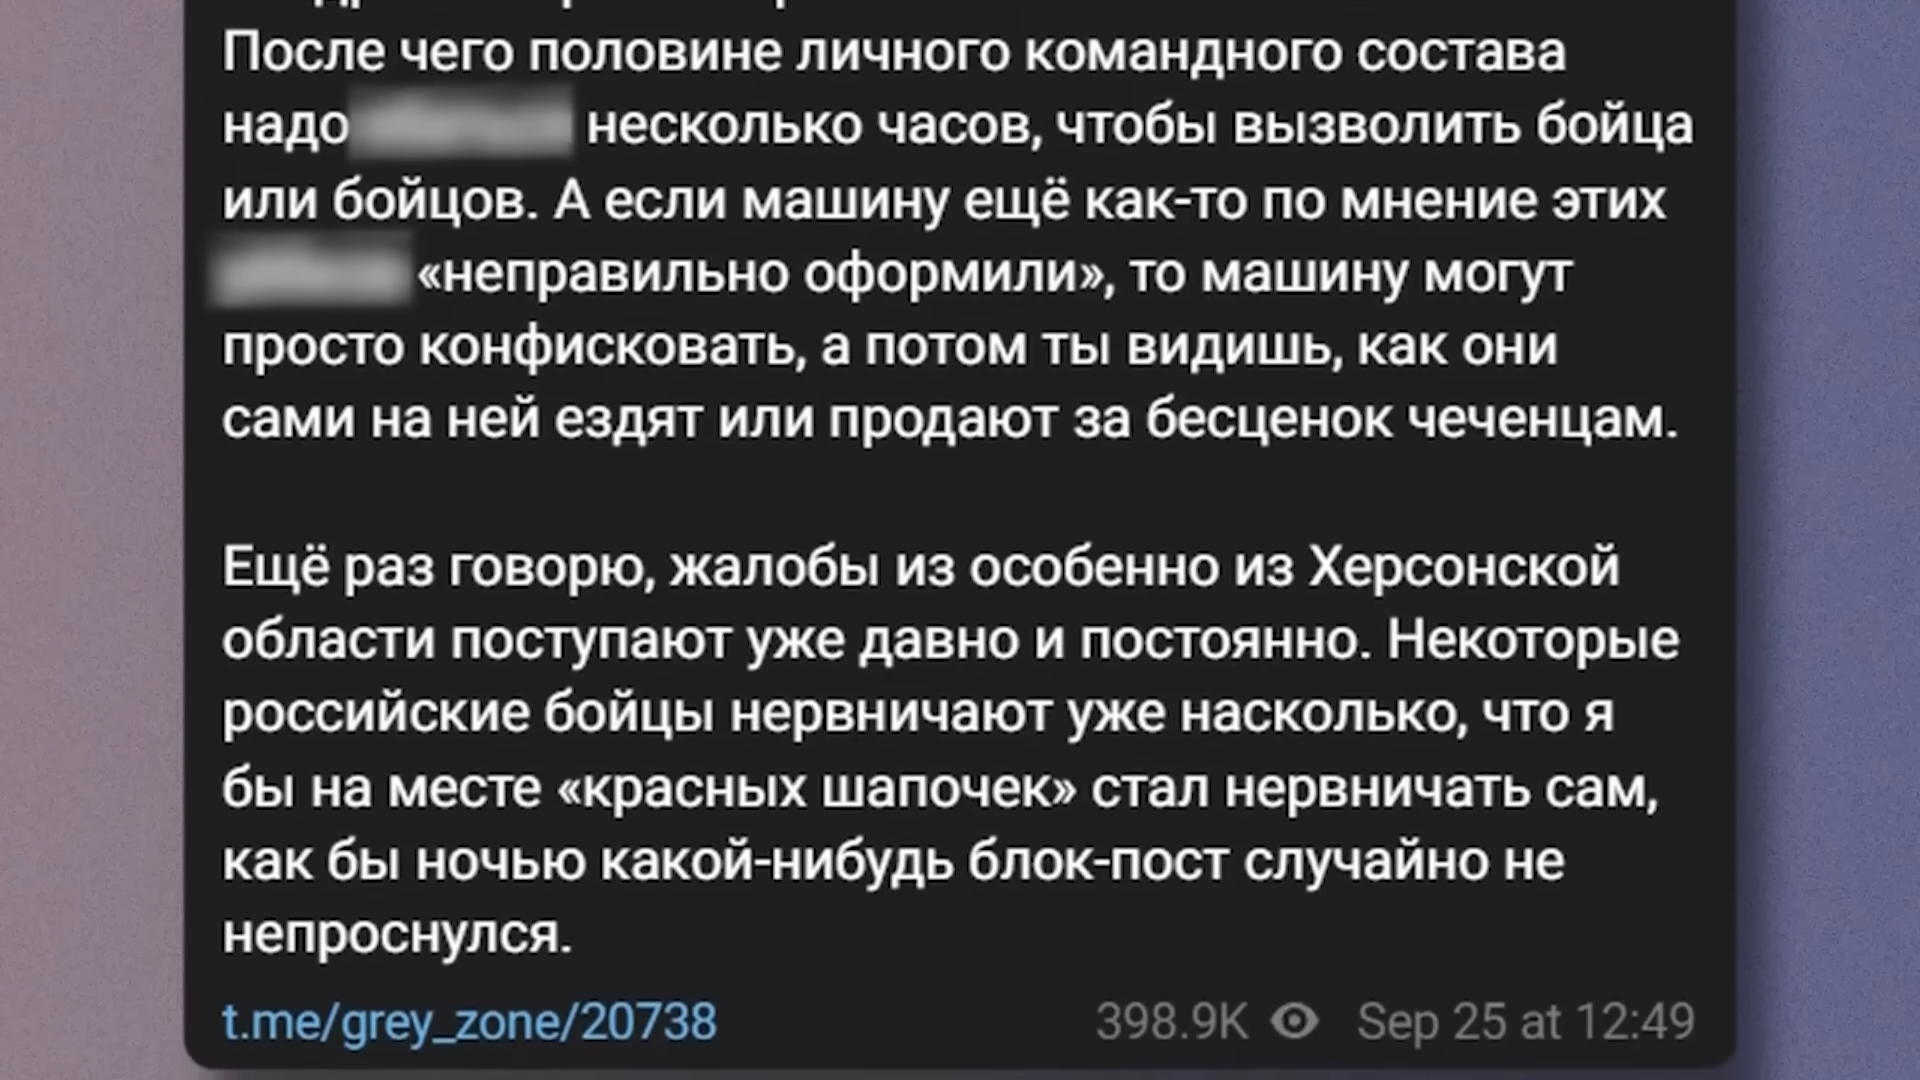 После чего половине личного командного состава
надо несколько часов, чтобы вызволить бойца
или бойцов. А если машину ещё как-то по мнение этих
«неправильно оформили», то машину могут
просто конфисковать, а потом ты видишь, как они
сами на ней ездят или продают за бесценок чеченцам.
Ещё раз говорю, жалобы из особенно из Херсонской
области поступают уже давно и постоянно. Некоторые
российские бойцы нервничают уже насколько, что я
бы на месте «красных шапочек» стал нервничать сам,
как бы ночью какой-нибудь блок-пост случайно не
непроснулся.
t.me/grey_zone/20738 398.9K Sep 25 at 12:49